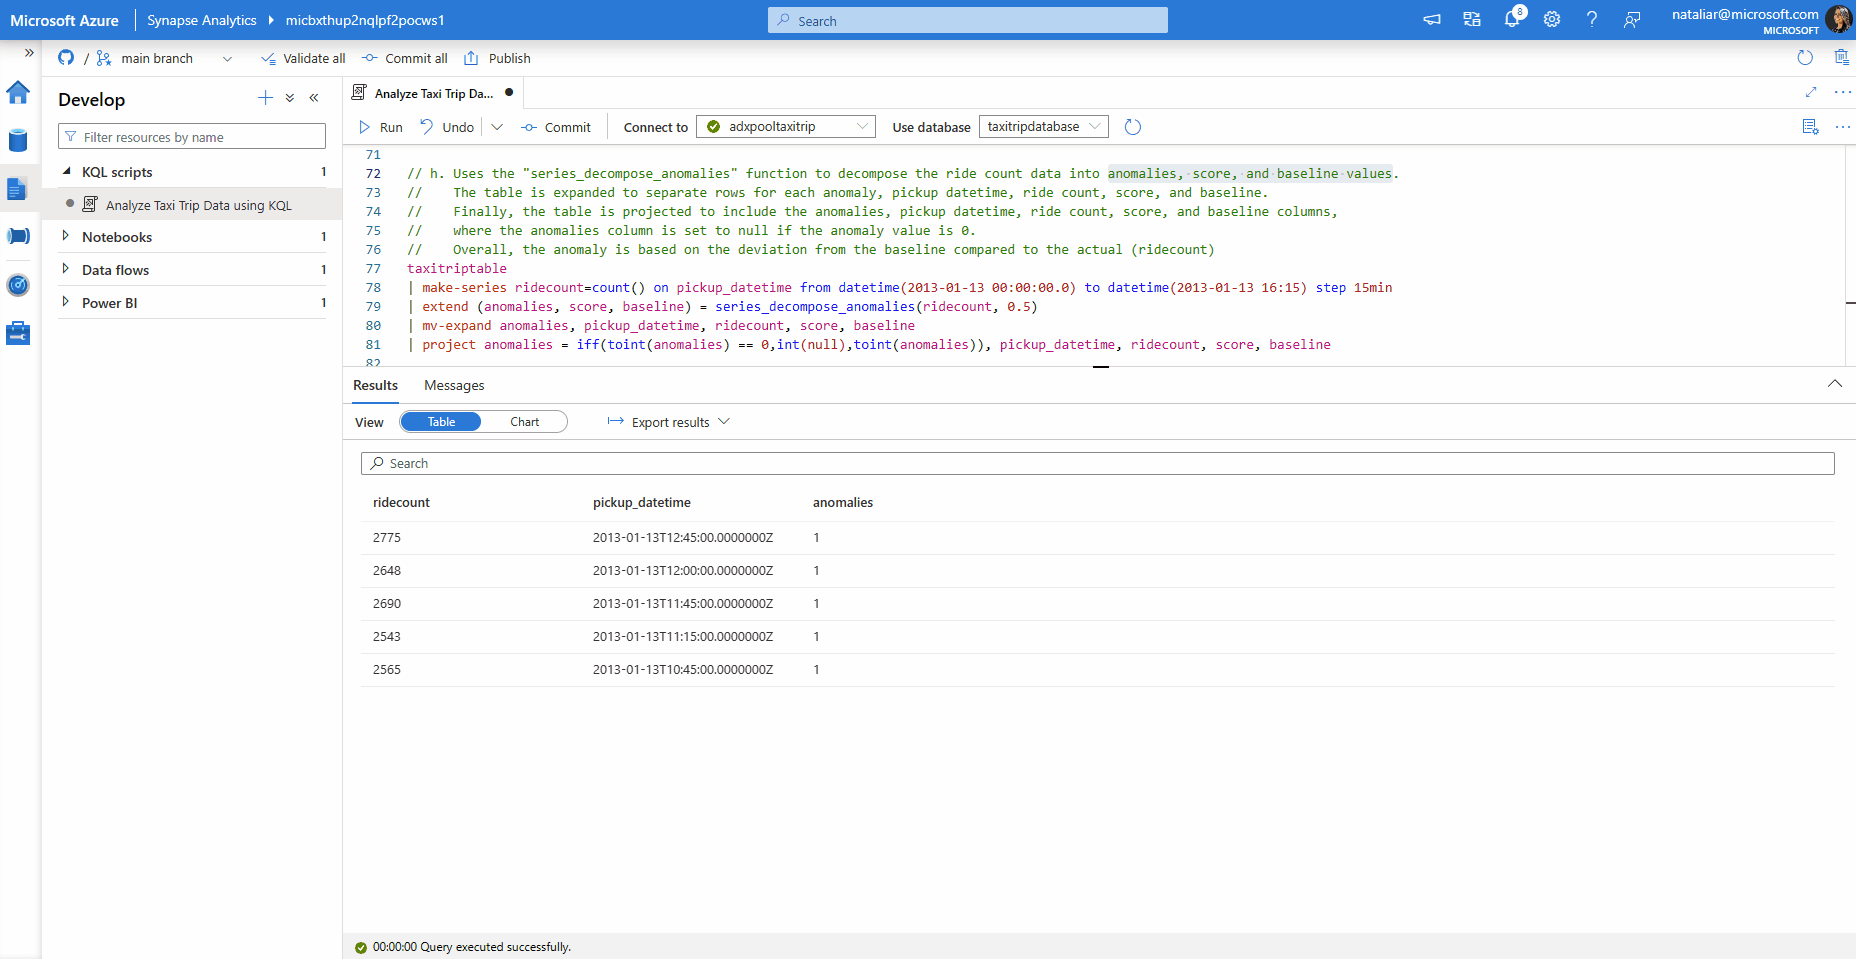 Microsoft Azure Synapse Analytics micbxthup2nqlpf2pocws1 Search 8 nataliar@microsoft.com
MICROSOFT
/ main branch Validate all Commit all Publish
Develop
Filter resources by name
KQL scripts 1
Analyze Taxi Trip Data using KQL
Notebooks 1
Data flows 1
Power BI 1
Analyze Taxi Trip Da...
Run Undo Commit Connect to adxpooltaxitrip Use database taxitripdatabase
71
72 // h. Uses the "series_decompose_anomalies" function to decompose the ride count data into anomalies, score, and baseline values.
73 // The table is expanded to separate rows for each anomaly, pickup datetime, ride count, score, and baseline.
74 // Finally, the table is projected to include the anomalies, pickup datetime, ride count, score, and baseline columns,
75 // where the anomalies column is set to null if the anomaly value is 0.
76 // Overall, the anomaly is based on the deviation from the baseline compared to the actual (ridecount)
77 taxitriptable
78 | make-series ridecount=count() on pickup_datetime from datetime(2013-01-13 00:00:00.0) to datetime(2013-01-13 16:15) step 15min
79 | extend (anomalies, score, baseline) = series_decompose_anomalies(ridecount, 0.5)
80 | mv-expand anomalies, pickup_datetime, ridecount, score, baseline
81 | project anomalies = iff(toint(anomalies) == 0,int(null),toint(anomalies)), pickup_datetime, ridecount, score, baseline
82
Results Messages
View Table Chart Export results
Search
ridecount pickup_datetime anomalies
2775 2013-01-13T12:45:00.0000000Z 1
2648 2013-01-13T12:00:00.0000000Z 1
2690 2013-01-13T11:45:00.0000000Z 1
2543 2013-01-13T11:15:00.0000000Z 1
2565 2013-01-13T10:45:00.0000000Z 1
00:00:00 Query executed successfully.